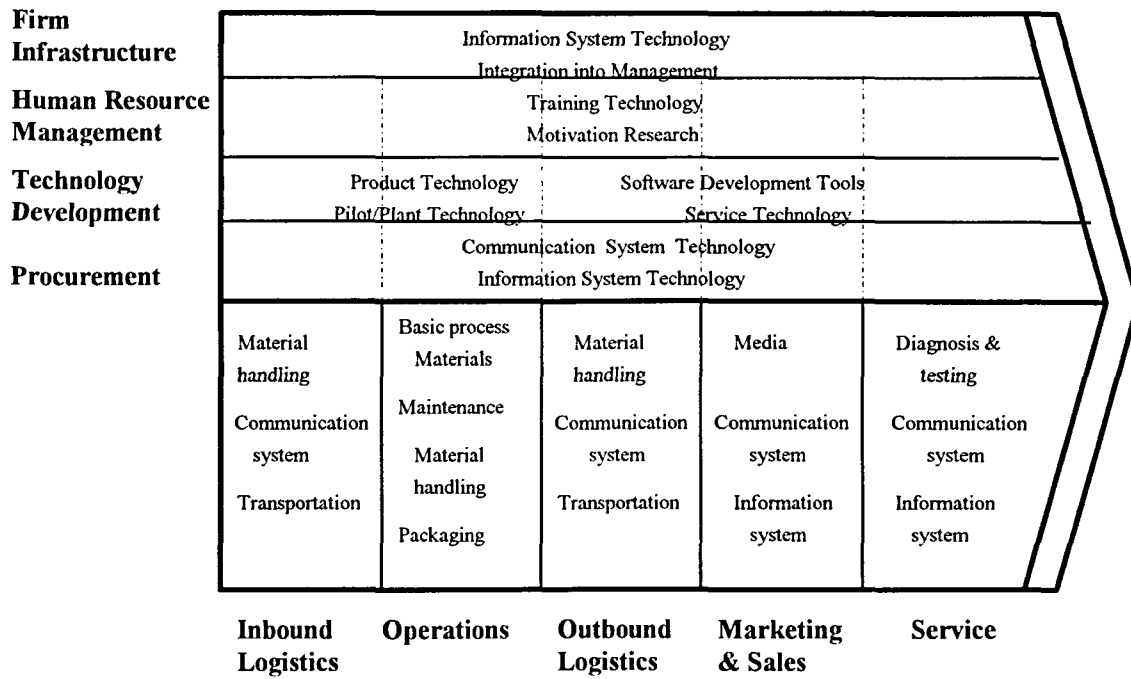 Firm
Infrastructure
Information System Technology
Integration into Management
Human Resource
Management
Training Technology
Motivation Research
Technology
Development
Product Technology
Software Development Tools
Pilot/Plant Technology
Service Technology
Procurement
Communication System Technology
Information System Technology
Material
handling
Communication
system
Transportation
Basic process
Materials
Maintenance
Material
handling
Packaging
Material
handling
Communication
system
Transportation
Media
Communication
system
Information
system
Diagnosis &
testing
Communication
system
Information
system
Inbound
Logistics
Operations
Outbound
Logistics
Marketing
& Sales
Service